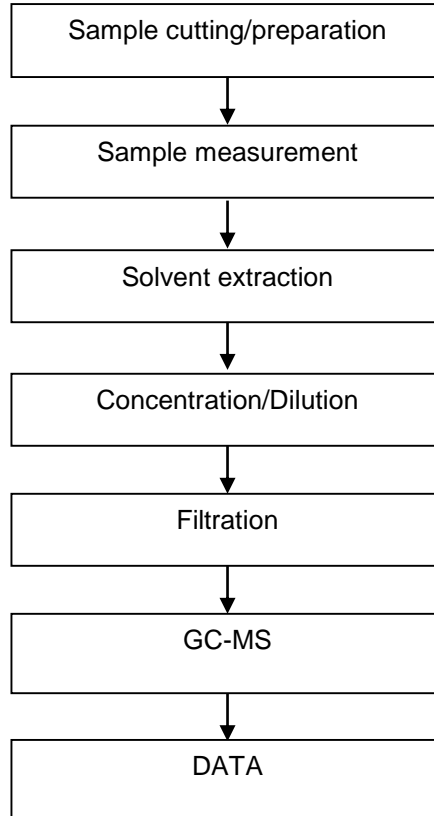 Sample cutting/preparation
Sample measurement
Solvent extraction
Concentration/Dilution
Filtration
GC-MS
DATA